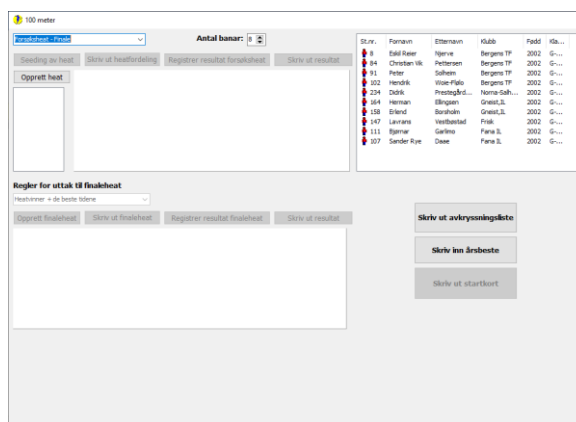 100 meter
Forsøksheat - Finale
Antal banar: 8
Seeding av heat Skriv ut heatfordeling Registrer resultat forsøksheat Skriv ut resultat
Opprett heat
St.nr. Fornavn Etternavn Klubb Født Kla...
8 Eskil Reier Njerve Bergens TF 2002 G-...
84 Christian Vik Pettersen Bergens TF 2002 G-...
91 Peter Solheim Bergens TF 2002 G-...
102 Hendrik Woie-Flølo Bergens TF 2002 G-...
234 Didrik Prestegård... Norna-Salh... 2002 G-...
164 Herman Ellingsen Gneist,IL 2002 G-...
158 Erlend Borsholm Gneist,IL 2002 G-...
147 Lavrans Vestbøstad Frisk 2002 G-...
111 Bjørnar Garlimo Fana IL 2002 G-...
107 Sander Rye Daae Fana IL 2002 G-...
Regler for uttak til finaleheat
Heatvinner + de beste tidene
Opprett finaleheat Skriv ut finaleheat Registrer resultat finaleheat Skriv ut resultat
Skriv ut avkryssningsliste
Skriv inn årsbeste
Skriv ut startkort